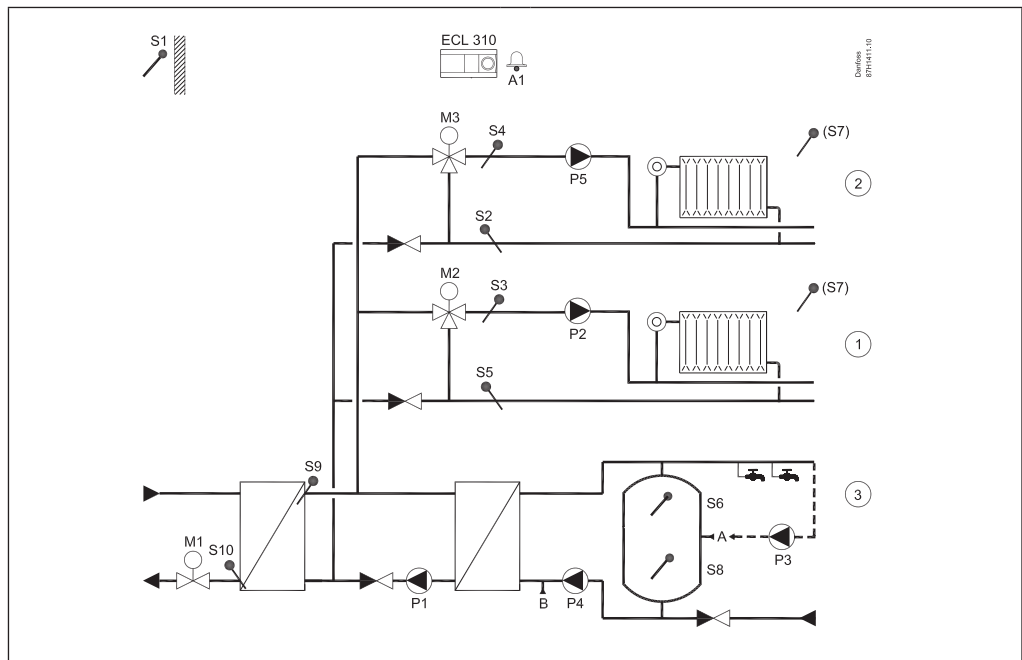 S1
ECL 310
A1
Danfoss
87H1411.10
M3
S4
P5
(S7)
2
S2
M2
S3
P2
(S7)
1
S5
S9
S6
3
A
P3
M1
S10
S8
P1
B
P4